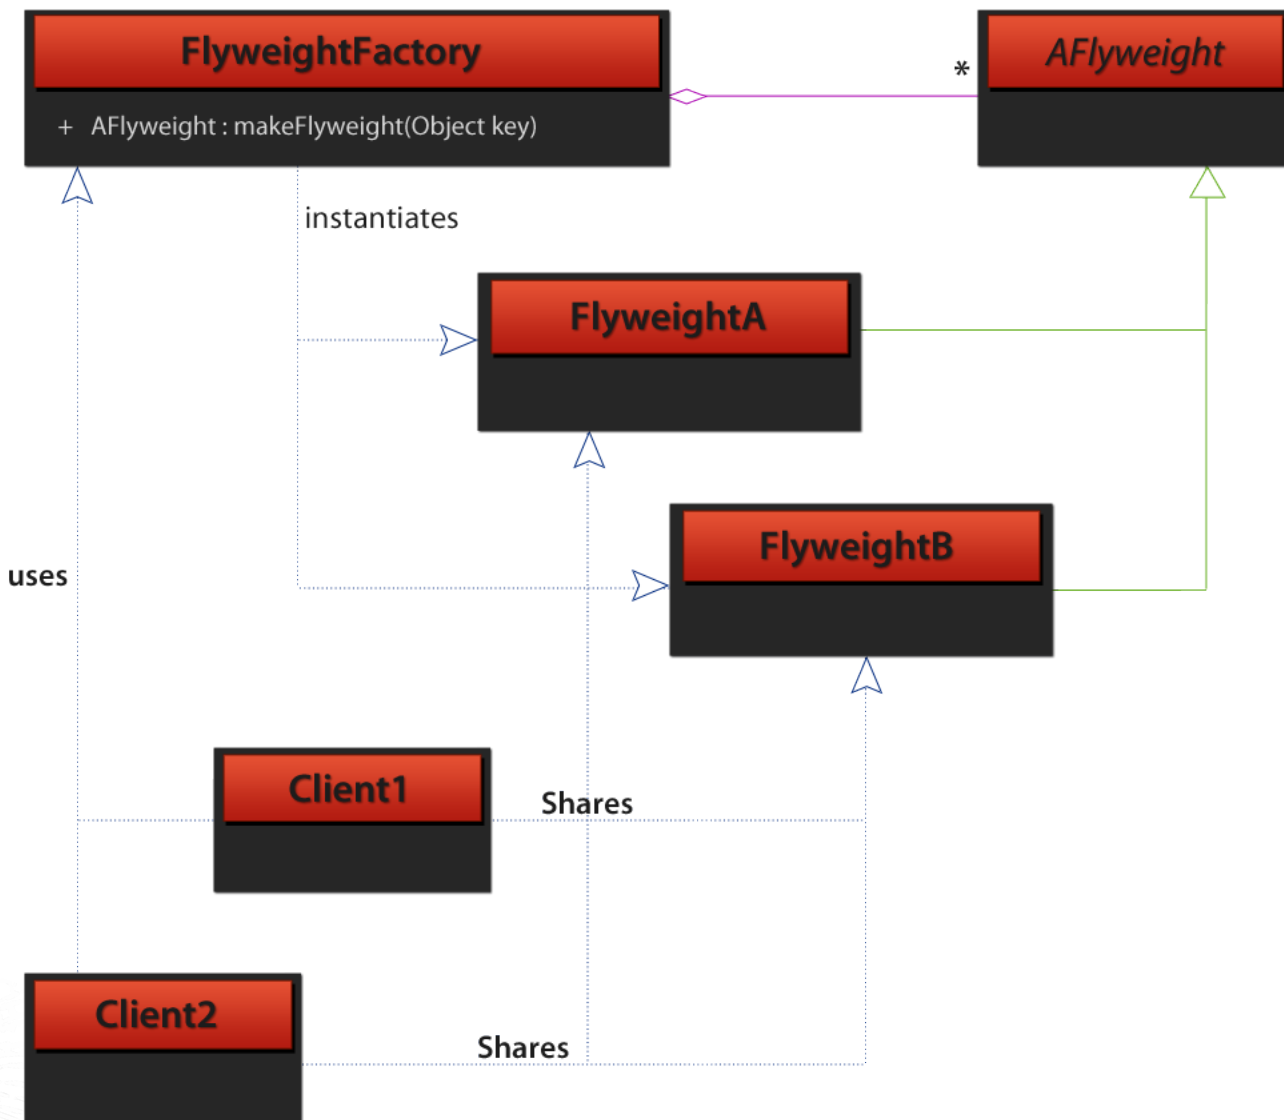 FlyweightFactory
AFlyweight
*
+ AFlyweight : makeFlyweight(Object key)
instantiates
FlyweightA
FlyweightB
uses
Client1
Shares
Client2
Shares